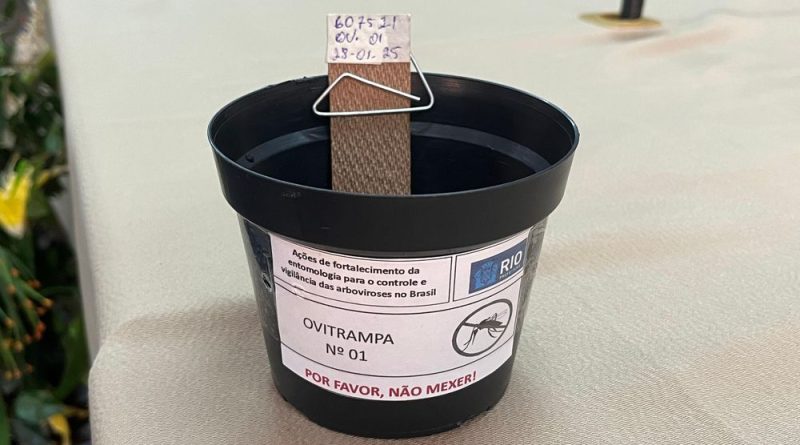 607521
OV. 01
28-01-25
Ações de fortalecimento da
entomologia para o controle e
vigilância das arboviroses no Brasil
RIO
OVITRAMPA
Nº 01
POR FAVOR, NÃO MEXER!